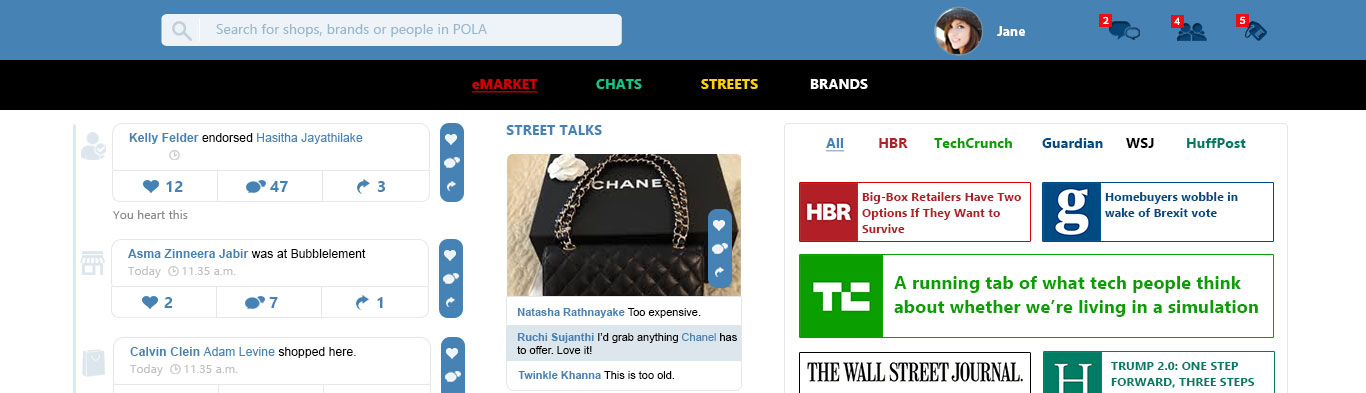 Search for shops, brands or people in POLA
Jane
2
4
5
eMARKET
CHATS
STREETS
BRANDS
Kelly Felder endorsed Hasitha Jayathilake
12
47
3
You heart this
Asma Zinneera Jabir was at Bubblelement
Today 11.35 a.m.
2
7
1
Calvin Clein Adam Levine shopped here.
Today 11.35 a.m.
STREET TALKS
CHANE
Natasha Rathnayake Too expensive.
Ruchi Sujanthi I'd grab anything Chanel has
to offer. Love it!
Twinkle Khanna This is too old.
All
HBR
TechCrunch
Guardian
WSJ
HuffPost
HBR
Big-Box Retailers Have Two
Options If They Want to
Survive
g
Homebuyers wobble in
wake of Brexit vote
TC
A running tab of what tech people think
about whether we're living in a simulation
THE WALL STREET JOURNAL.
H
TRUMP 2.0: ONE STEP
FORWARD, THREE STEPS